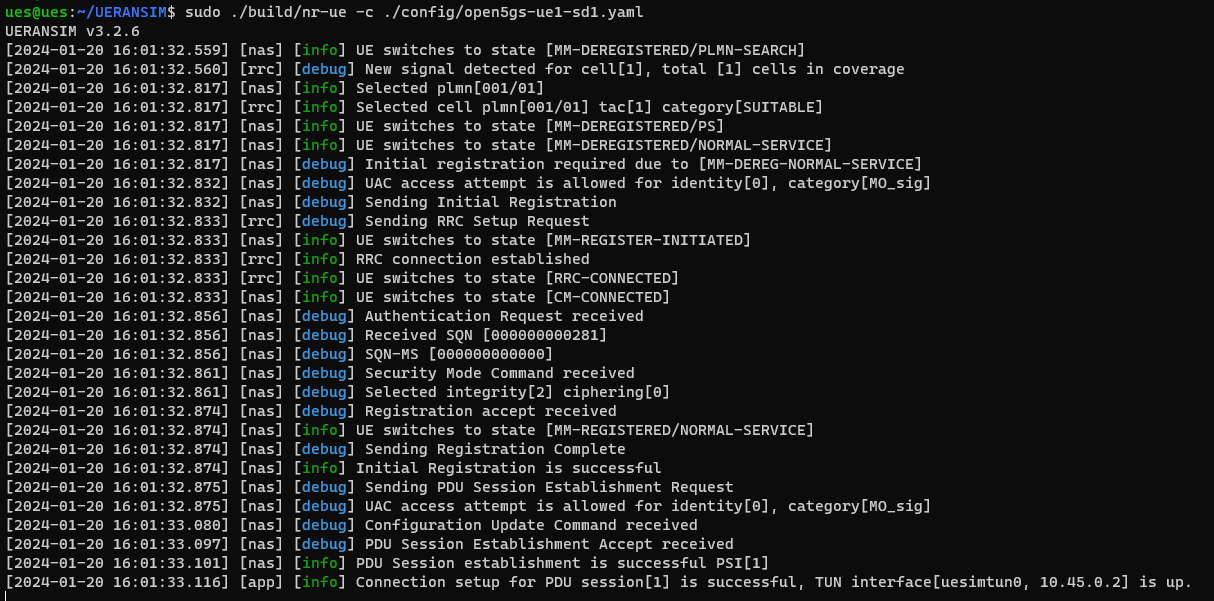 ues@ues:~/UERANSIM$ sudo ./build/nr-ue -c ./config/open5gs-ue1-sd1.yaml
UERANSIM v3.2.6
[2024-01-20 16:01:32.559] [nas] [info] UE switches to state [MM-DEREGISTERED/PLMN-SEARCH]
[2024-01-20 16:01:32.560] [rrc] [debug] New signal detected for cell[1], total [1] cells in coverage
[2024-01-20 16:01:32.817] [nas] [info] Selected plmn[001/01]
[2024-01-20 16:01:32.817] [rrc] [info] Selected cell plmn[001/01] tac[1] category[SUITABLE]
[2024-01-20 16:01:32.817] [nas] [info] UE switches to state [MM-DEREGISTERED/PS]
[2024-01-20 16:01:32.817] [nas] [info] UE switches to state [MM-DEREGISTERED/NORMAL-SERVICE]
[2024-01-20 16:01:32.817] [nas] [debug] Initial registration required due to [MM-DEREG-NORMAL-SERVICE]
[2024-01-20 16:01:32.832] [nas] [debug] UAC access attempt is allowed for identity[0], category[MO_sig]
[2024-01-20 16:01:32.832] [nas] [debug] Sending Initial Registration
[2024-01-20 16:01:32.833] [rrc] [debug] Sending RRC Setup Request
[2024-01-20 16:01:32.833] [nas] [info] UE switches to state [MM-REGISTER-INITIATED]
[2024-01-20 16:01:32.833] [rrc] [info] RRC connection established
[2024-01-20 16:01:32.833] [rrc] [info] UE switches to state [RRC-CONNECTED]
[2024-01-20 16:01:32.833] [nas] [info] UE switches to state [CM-CONNECTED]
[2024-01-20 16:01:32.856] [nas] [debug] Authentication Request received
[2024-01-20 16:01:32.856] [nas] [debug] Received SQN [000000000281]
[2024-01-20 16:01:32.856] [nas] [debug] SQN-MS [000000000000]
[2024-01-20 16:01:32.861] [nas] [debug] Security Mode Command received
[2024-01-20 16:01:32.861] [nas] [debug] Selected integrity[2] ciphering[0]
[2024-01-20 16:01:32.874] [nas] [debug] Registration accept received
[2024-01-20 16:01:32.874] [nas] [info] UE switches to state [MM-REGISTERED/NORMAL-SERVICE]
[2024-01-20 16:01:32.874] [nas] [debug] Sending Registration Complete
[2024-01-20 16:01:32.874] [nas] [info] Initial Registration is successful
[2024-01-20 16:01:32.875] [nas] [debug] Sending PDU Session Establishment Request
[2024-01-20 16:01:32.875] [nas] [debug] UAC access attempt is allowed for identity[0], category[MO_sig]
[2024-01-20 16:01:33.080] [nas] [debug] Configuration Update Command received
[2024-01-20 16:01:33.097] [nas] [debug] PDU Session Establishment Accept received
[2024-01-20 16:01:33.101] [nas] [info] PDU Session establishment is successful PSI[1]
[2024-01-20 16:01:33.116] [app] [info] Connection setup for PDU session[1] is successful, TUN interface[uesimtun0, 10.45.0.2] is up.